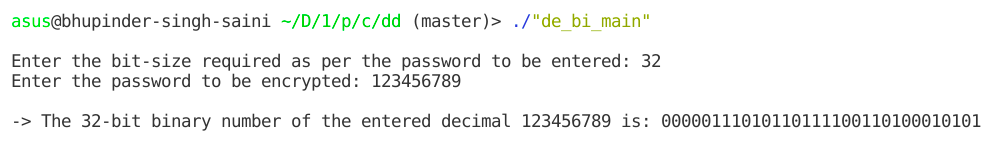 asus@bhupinder-singh-saini ~/D/1/p/c/dd (master)> ./"de_bi_main"
Enter the bit-size required as per the password to be entered: 32
Enter the password to be encrypted: 123456789
-> The 32-bit binary number of the entered decimal 123456789 is: 00000111010110111100110100010101